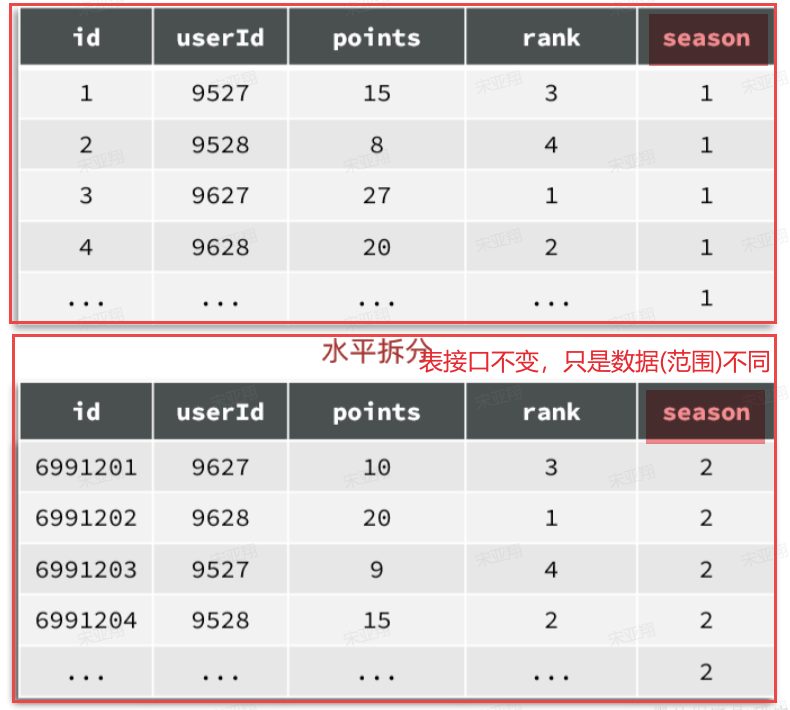 id userId points rank season
1 9527 15 3 1
2 9528 8 4 1
3 9627 27 1 1
4 9628 20 2 1
... ... ... ... 1
水平拆分
表接口不变，只是数据(范围)不同
id userId points rank season
6991201 9627 10 3 2
6991202 9628 20 1 2
6991203 9527 9 4 2
6991204 9528 15 2 2
... ... ... ... 2